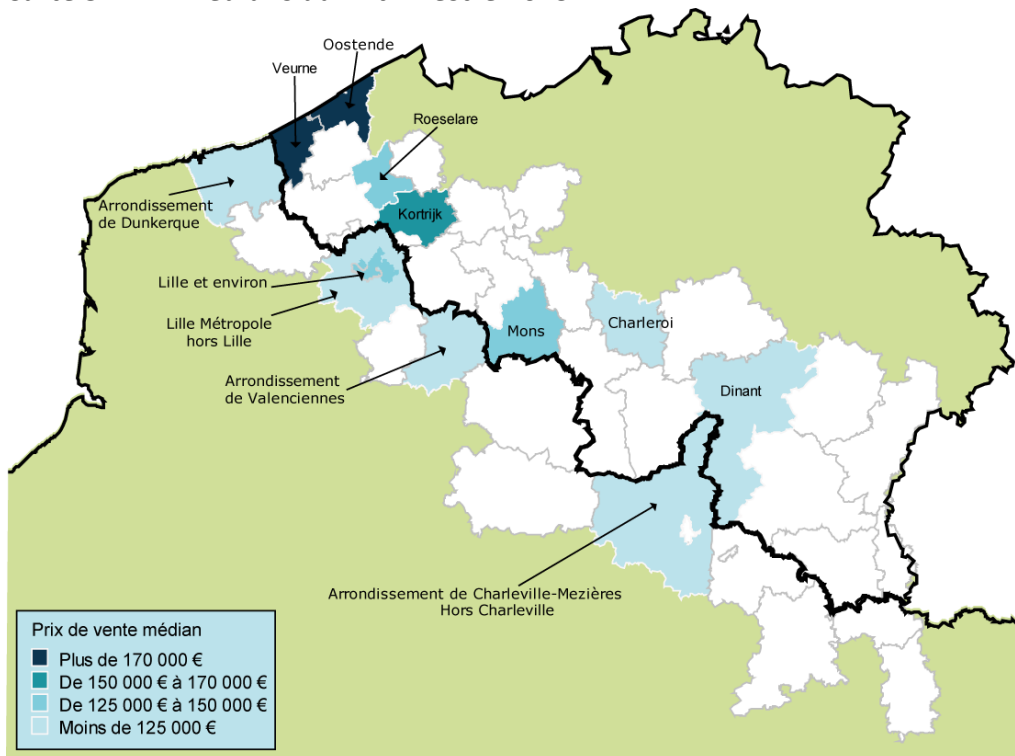 Oostende
Veurne
Roeselare
Arrondissement
de Dunkerque
Kortrijk
Lille et environ
Lille Métropole
hors Lille
Mons
Charleroi
Arrondissement
de Valenciennes
Dinant
Arrondissement de Charleville-Mezières
Hors Charleville
Prix de vente médian
Plus de 170 000 €
De 150 000 € à 170 000 €
De 125 000 € à 150 000 €
Moins de 125 000 €